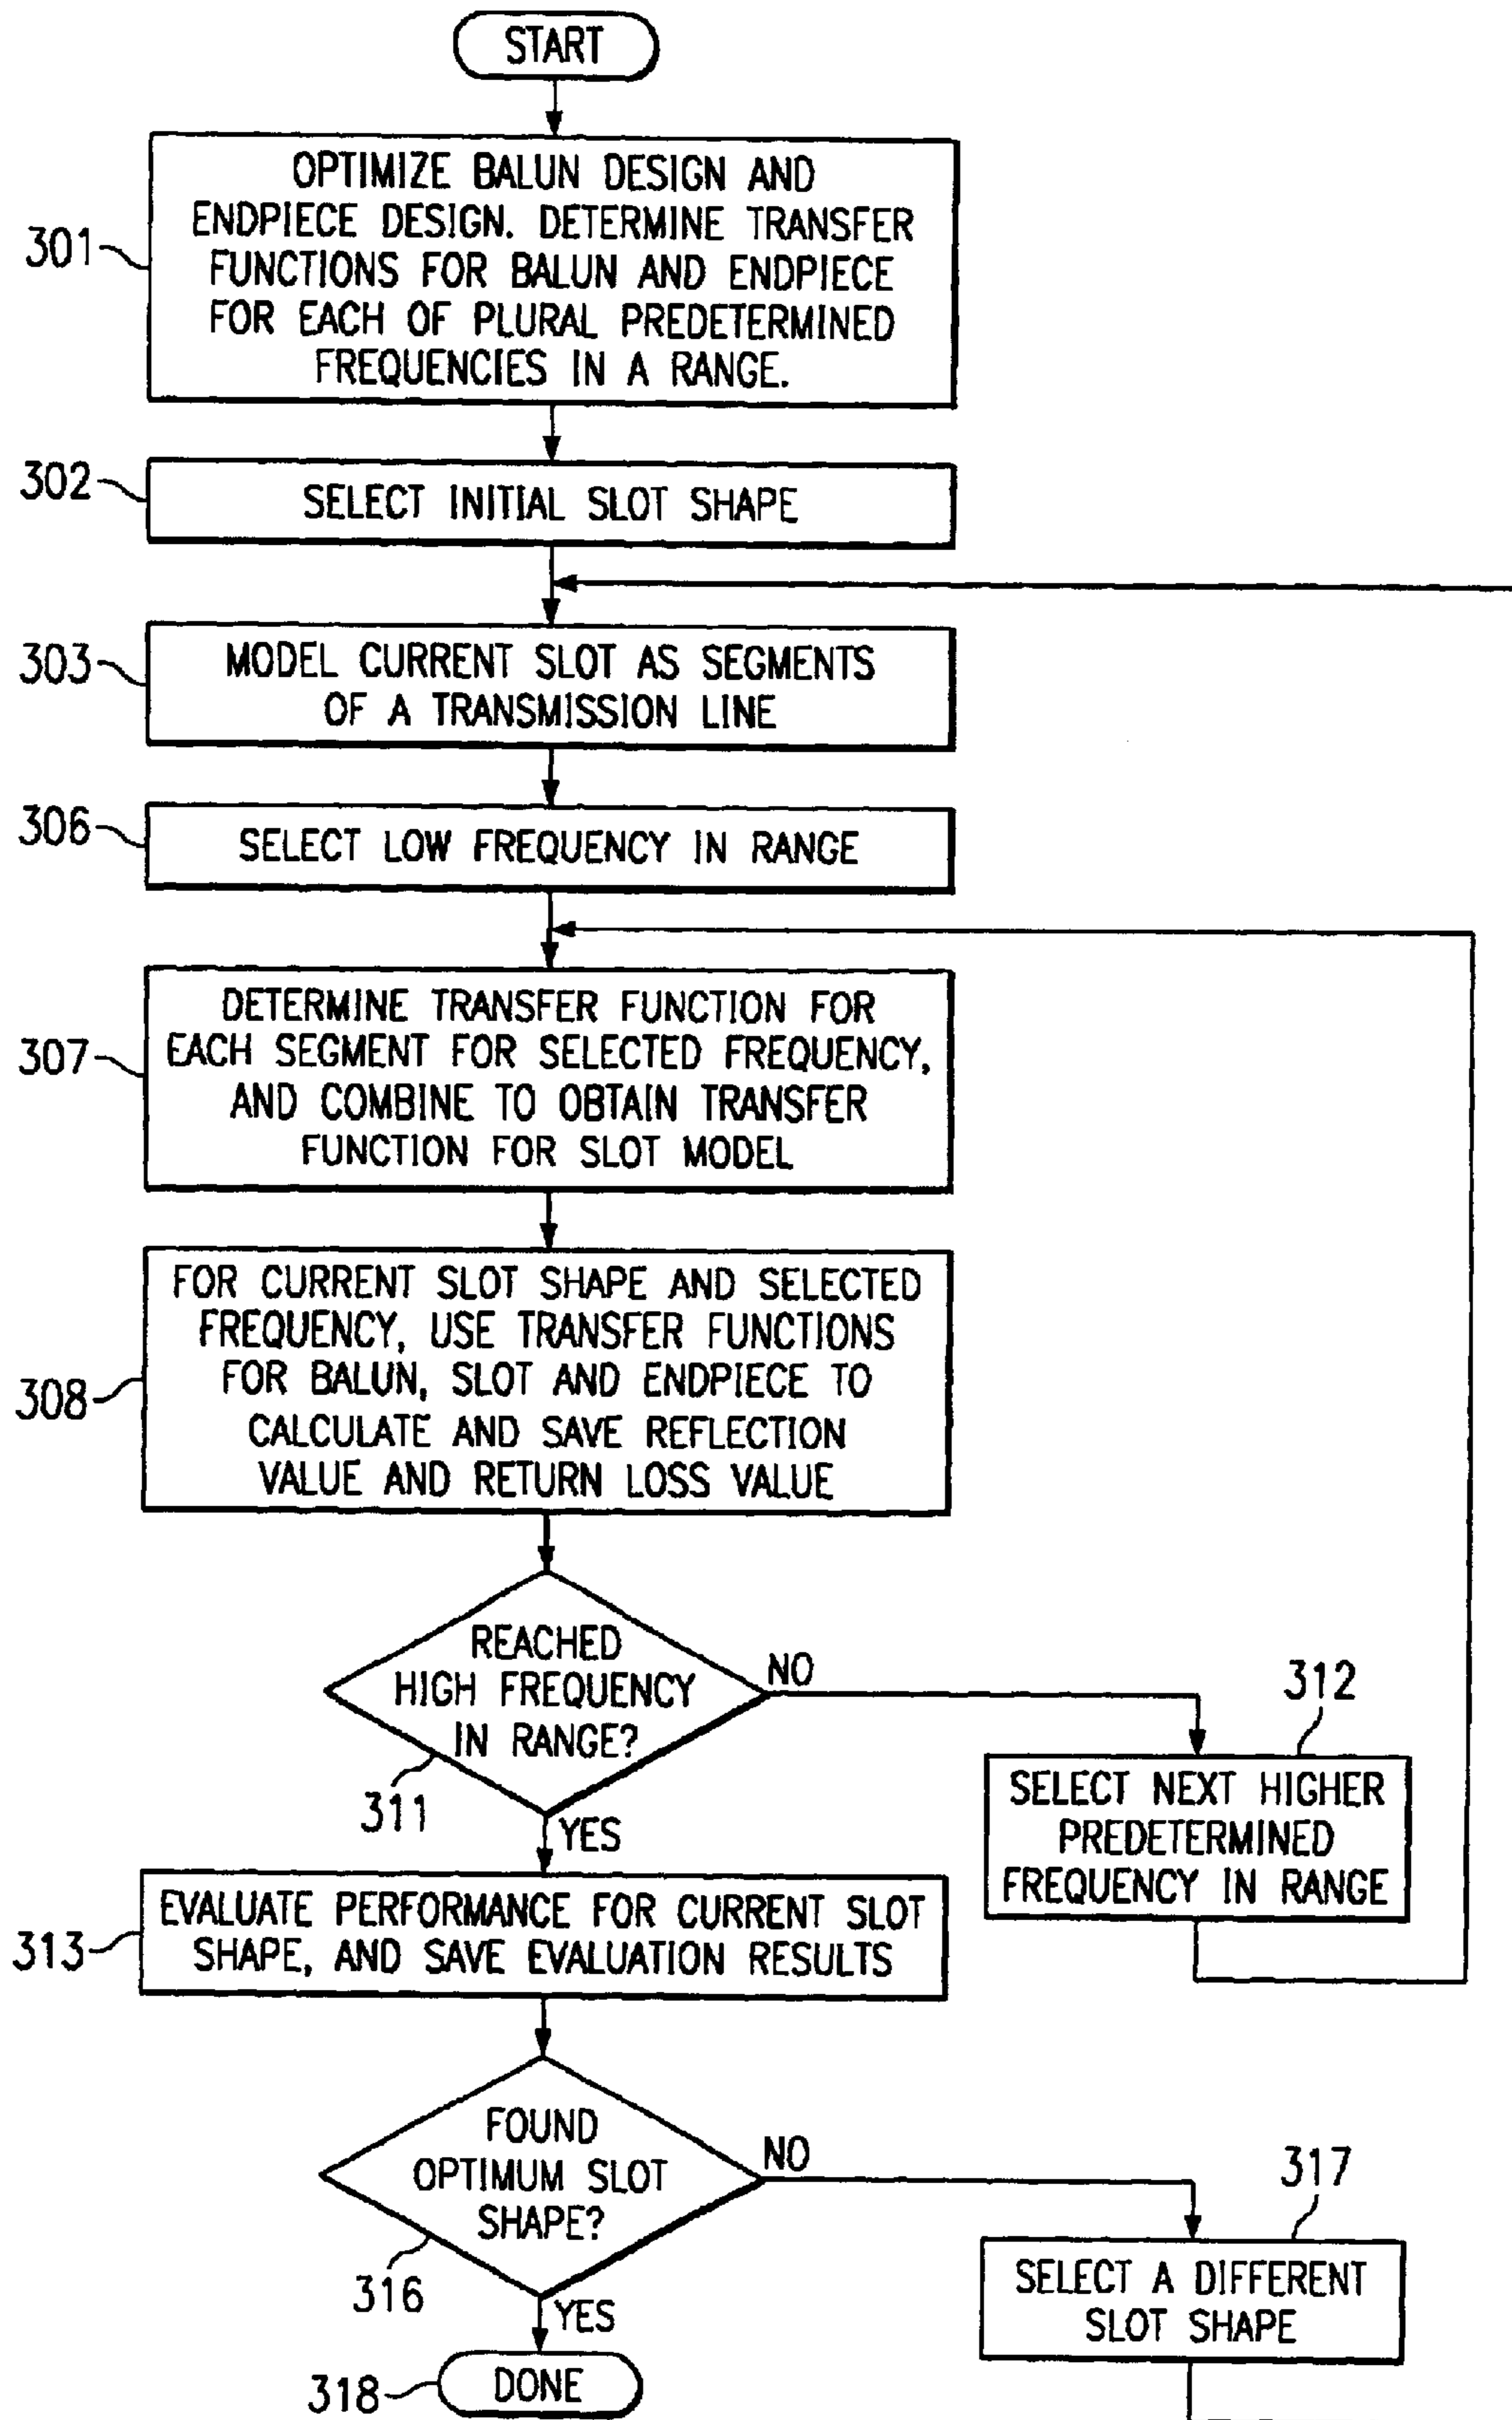 START
OPTIMIZE BALUN DESIGN AND
ENDPIECE DESIGN. DETERMINE TRANSFER
FUNCTIONS FOR BALUN AND ENDPIECE
FOR EACH OF PLURAL PREDETERMINED
FREQUENCIES IN A RANGE.
301
302
SELECT INITIAL SLOT SHAPE
303
MODEL CURRENT SLOT AS SEGMENTS
OF A TRANSMISSION LINE
306
SELECT LOW FREQUENCY IN RANGE
307
DETERMINE TRANSFER FUNCTION FOR
EACH SEGMENT FOR SELECTED FREQUENCY,
AND COMBINE TO OBTAIN TRANSFER
FUNCTION FOR SLOT MODEL
308
FOR CURRENT SLOT SHAPE AND SELECTED
FREQUENCY, USE TRANSFER FUNCTIONS
FOR BALUN, SLOT AND ENDPIECE TO
CALCULATE AND SAVE REFLECTION
VALUE AND RETURN LOSS VALUE
REACHED
HIGH FREQUENCY
IN RANGE?
311
NO
YES
312
SELECT NEXT HIGHER
PREDETERMINED
FREQUENCY IN RANGE
313
EVALUATE PERFORMANCE FOR CURRENT SLOT
SHAPE, AND SAVE EVALUATION RESULTS
FOUND
OPTIMUM SLOT
SHAPE?
316
NO
YES
317
SELECT A DIFFERENT
SLOT SHAPE
318
DONE